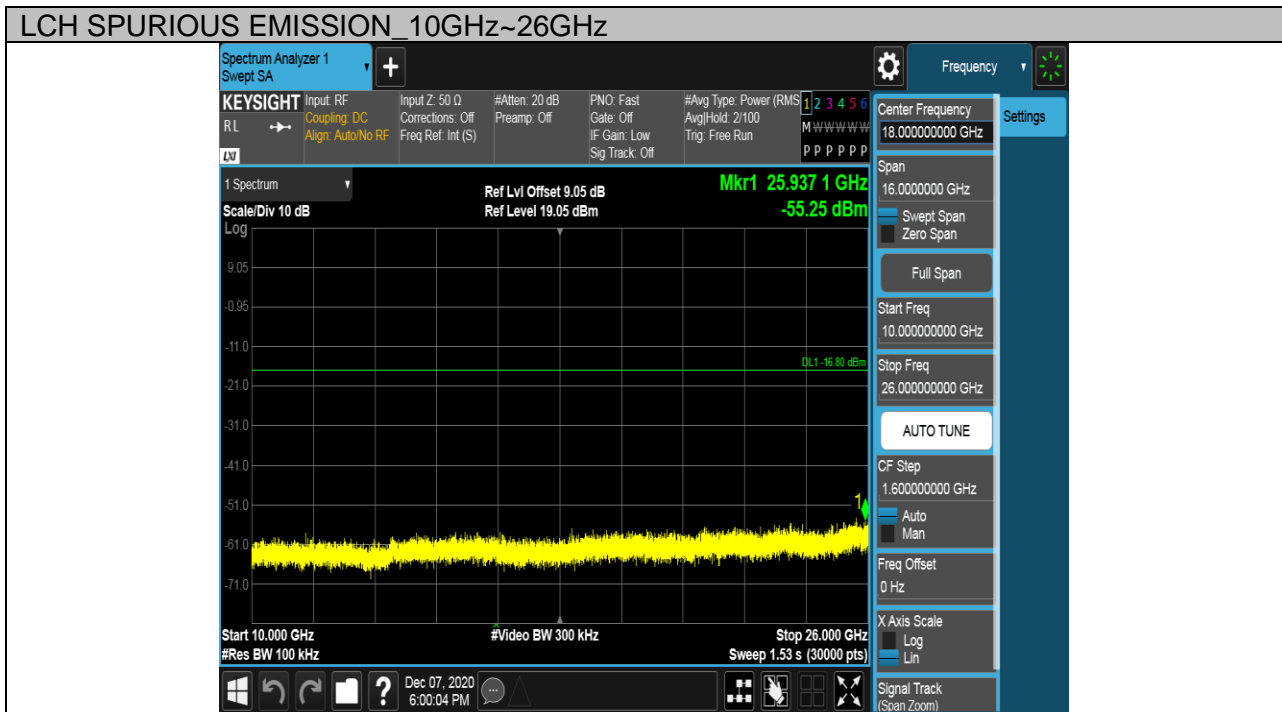 LCH SPURIOUS EMISSION_10GHz~26GHz
Spectrum Analyzer 1
Swept SA
Frequency
KEYSIGHT
RL
LXI
Input: RF
Coupling: DC
Align: Auto/No RF
Input Z: 50 Ω
Corrections: Off
Freq Ref: Int (S)
#Atten: 20 dB
Preamp: Off
PNO: Fast
Gate: Off
IF Gain: Low
Sig Track: Off
#Avg Type: Power (RMS
Avg|Hold: 2/100
Trig: Free Run
1 2 3 4 5 6
M W W W W W
P P P P P P
1 Spectrum
Scale/Div 10 dB
Ref Lvl Offset 9.05 dB
Ref Level 19.05 dBm
Mkr1 25.937 1 GHz
-55.25 dBm
Log
9.05
-0.95
-11.0
DL1 -16.80 dBm
-21.0
-31.0
-41.0
-51.0
1
-61.0
-71.0
Start 10.000 GHz
#Res BW 100 kHz
#Video BW 300 kHz
Stop 26.000 GHz
Sweep 1.53 s (30000 pts)
?
Dec 07, 2020
6:00:04 PM
Center Frequency
18.000000000 GHz
Settings
Span
16.0000000 GHz
Swept Span
Zero Span
Full Span
Start Freq
10.000000000 GHz
Stop Freq
26.000000000 GHz
AUTO TUNE
CF Step
1.600000000 GHz
Auto
Man
Freq Offset
0 Hz
X Axis Scale
Log
Lin
Signal Track
(Span Zoom)